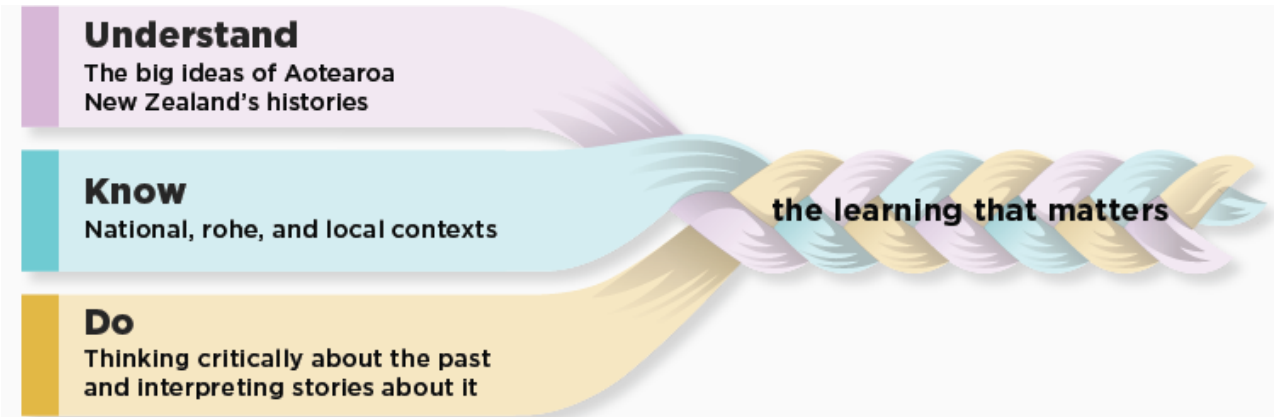 Understand
The big ideas of Aotearoa
New Zealand’s histories
Know
National, rohe, and local contexts
Do
Thinking critically about the past
and interpreting stories about it
the learning that matters